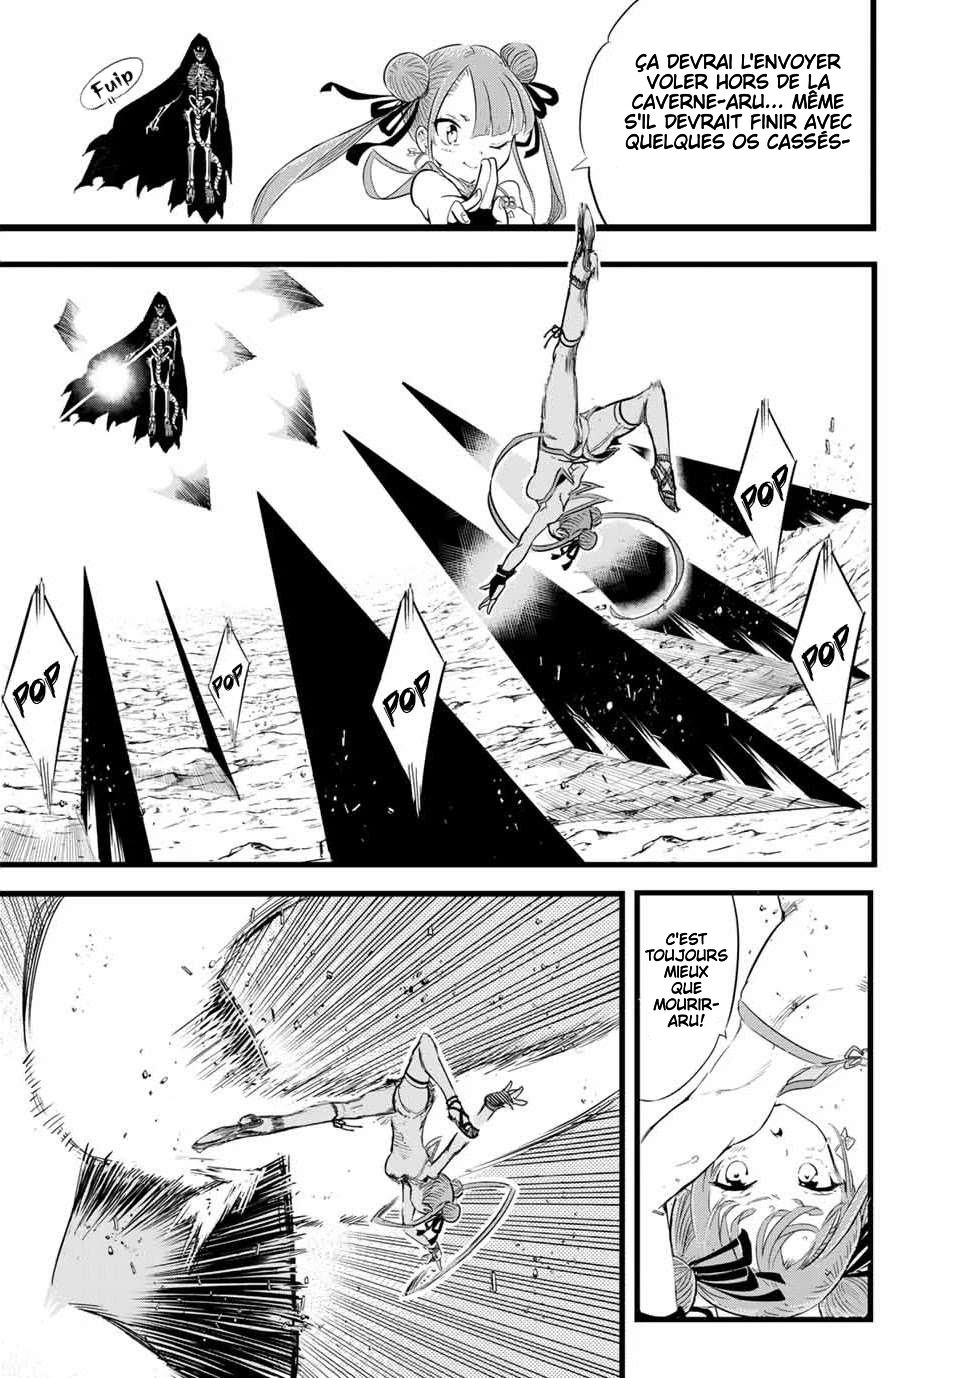 ÇA DEVRAI L'ENVOYER
VOLER HORS DE LA
CAVERNE-ARU... MÊME
S'IL DEVRAIT FINIR AVEC
QUELQUES OS CASSÉS-
Fuip
POP
POP
POP
POP
POP
C'EST
TOUJOURS
MIEUX
QUE
MOURIR-
ARU!